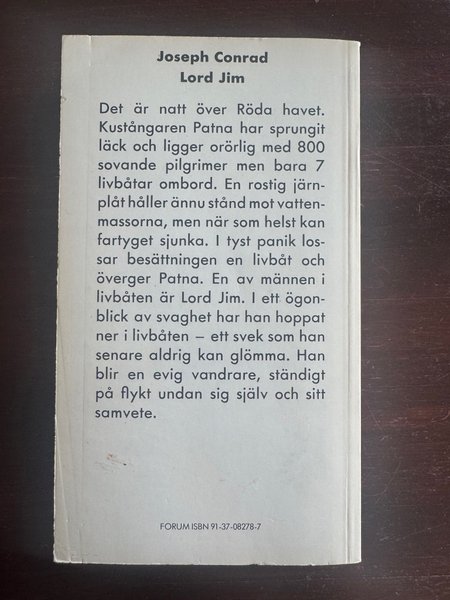 Joseph Conrad
Lord Jim
Det är natt över Röda havet.
Kustångaren Patna har sprungit
läck och ligger orörlig med 800
sovande pilgrimer men bara 7
livbåtar ombord. En rostig järn-
plåt håller ännu stånd mot vatten-
massorna, men när som helst kan
fartyget sjunka. I tyst panik los-
sar besättningen en livbåt och
överger Patna. En av männen i
livbåten är Lord Jim. I ett ögon-
blick av svaghet har han hoppat
ner i livbåten – ett svek som han
senare aldrig kan glömma. Han
blir en evig vandrare, ständigt
på flykt undan sig själv och sitt
samvete.
FORUM ISBN 91-37-08278-7